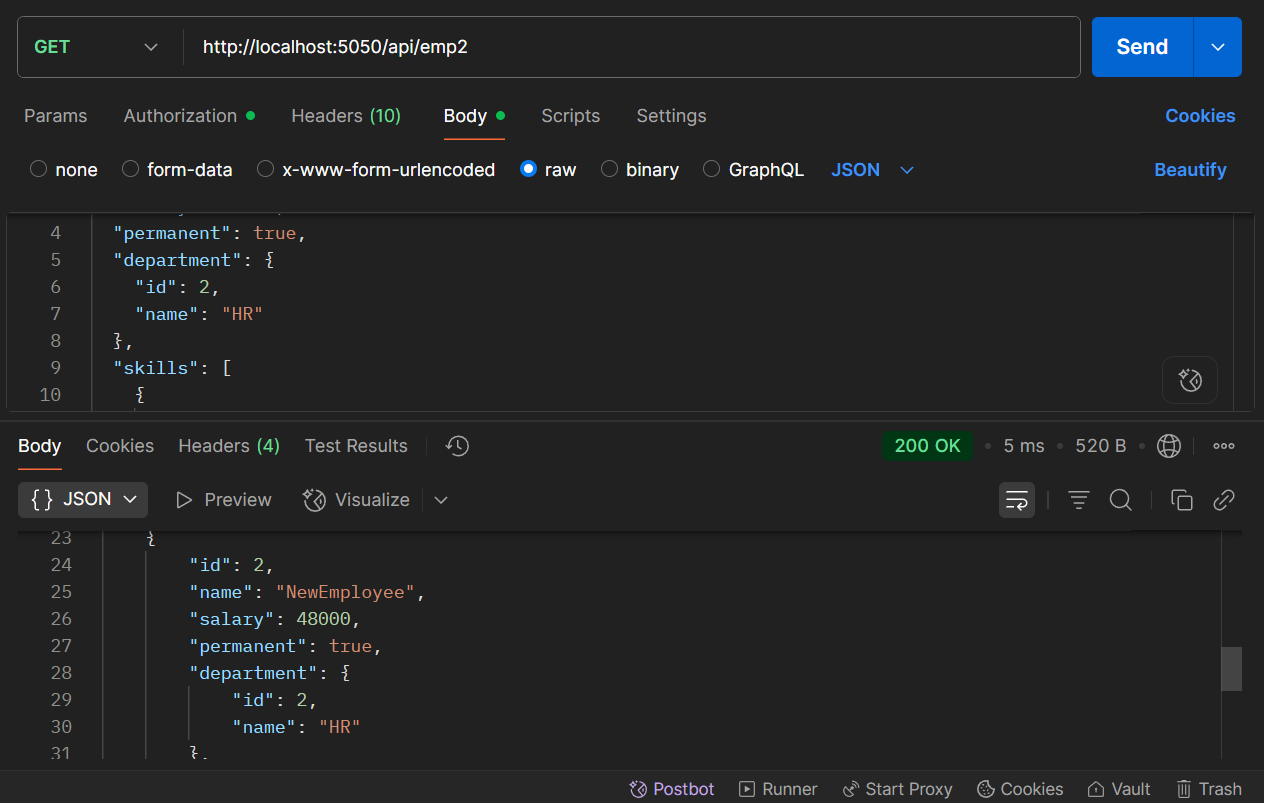 GET http://localhost:5050/api/emp2 Send
Params Authorization Headers (10) Body Scripts Settings Cookies
none form-data x-www-form-urlencoded raw binary GraphQL JSON Beautify
4 "permanent": true,
5 "department": {
6 "id": 2,
7 "name": "HR"
8 },
9 "skills": [
10 {
Body Cookies Headers (4) Test Results 200 OK 5 ms 520 B
{} JSON Preview Visualize
23 {
24 "id": 2,
25 "name": "NewEmployee",
26 "salary": 48000,
27 "permanent": true,
28 "department": {
29 "id": 2,
30 "name": "HR"
31 },
Postbot Runner Start Proxy Cookies Vault Trash